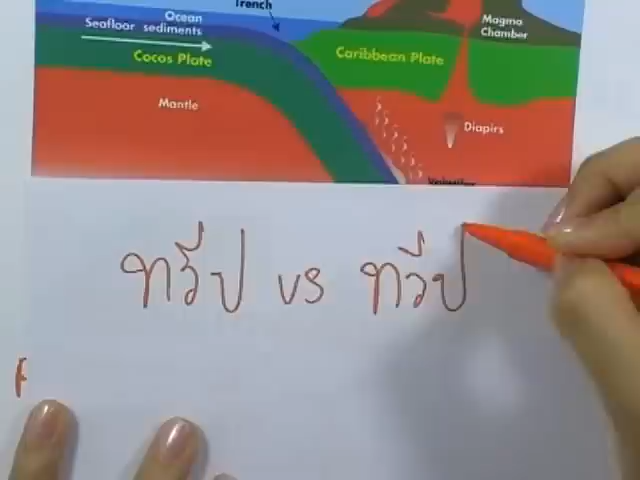 Trench
Ocean
Seafloor sediments
Cocos Plate
Mantle
Caribbean Plate
Magma
Chamber
Diapirs
ทวีป vs ทวีป